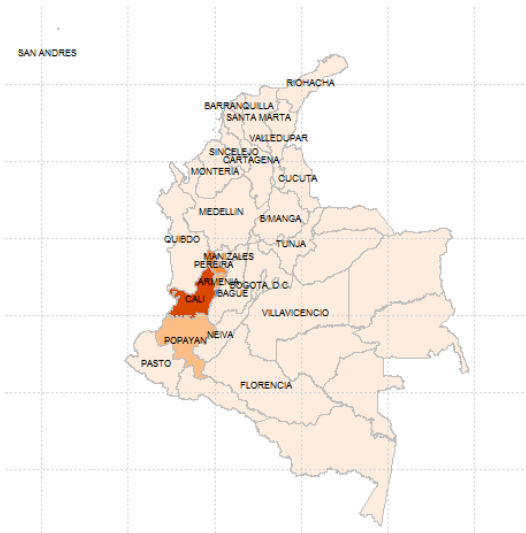 SAN ANDRES
RIOHACHA
BARRANQUILLA
SANTA MARTA
VALLEDUPAR
SINCELEJO
CARTAGENA
MONTERIA
CUCUTA
MEDELLIN
B/MANGA
QUIBDO
TUNJA
MANIZALES
PEREIRA
ARMENIA
BOGOTA, D.C.
IBAGUE
CALI
VILLAVICENCIO
NEIVA
POPAYAN
PASTO
FLORENCIA